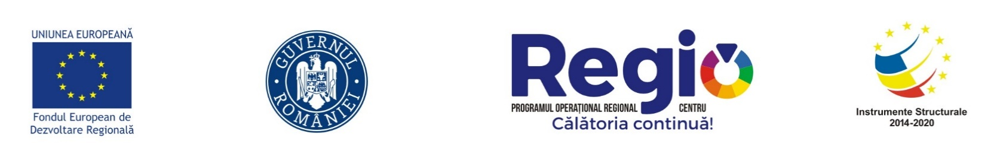 UNIUNEA EUROPEANĂ
Fondul European de
Dezvoltare Regională
GUVERNUL
ROMÂNIEI
Regio
PROGRAMUL OPERAȚIONAL REGIONAL CENTRU
Călătoria continuă!
Instrumente Structurale
2014-2020